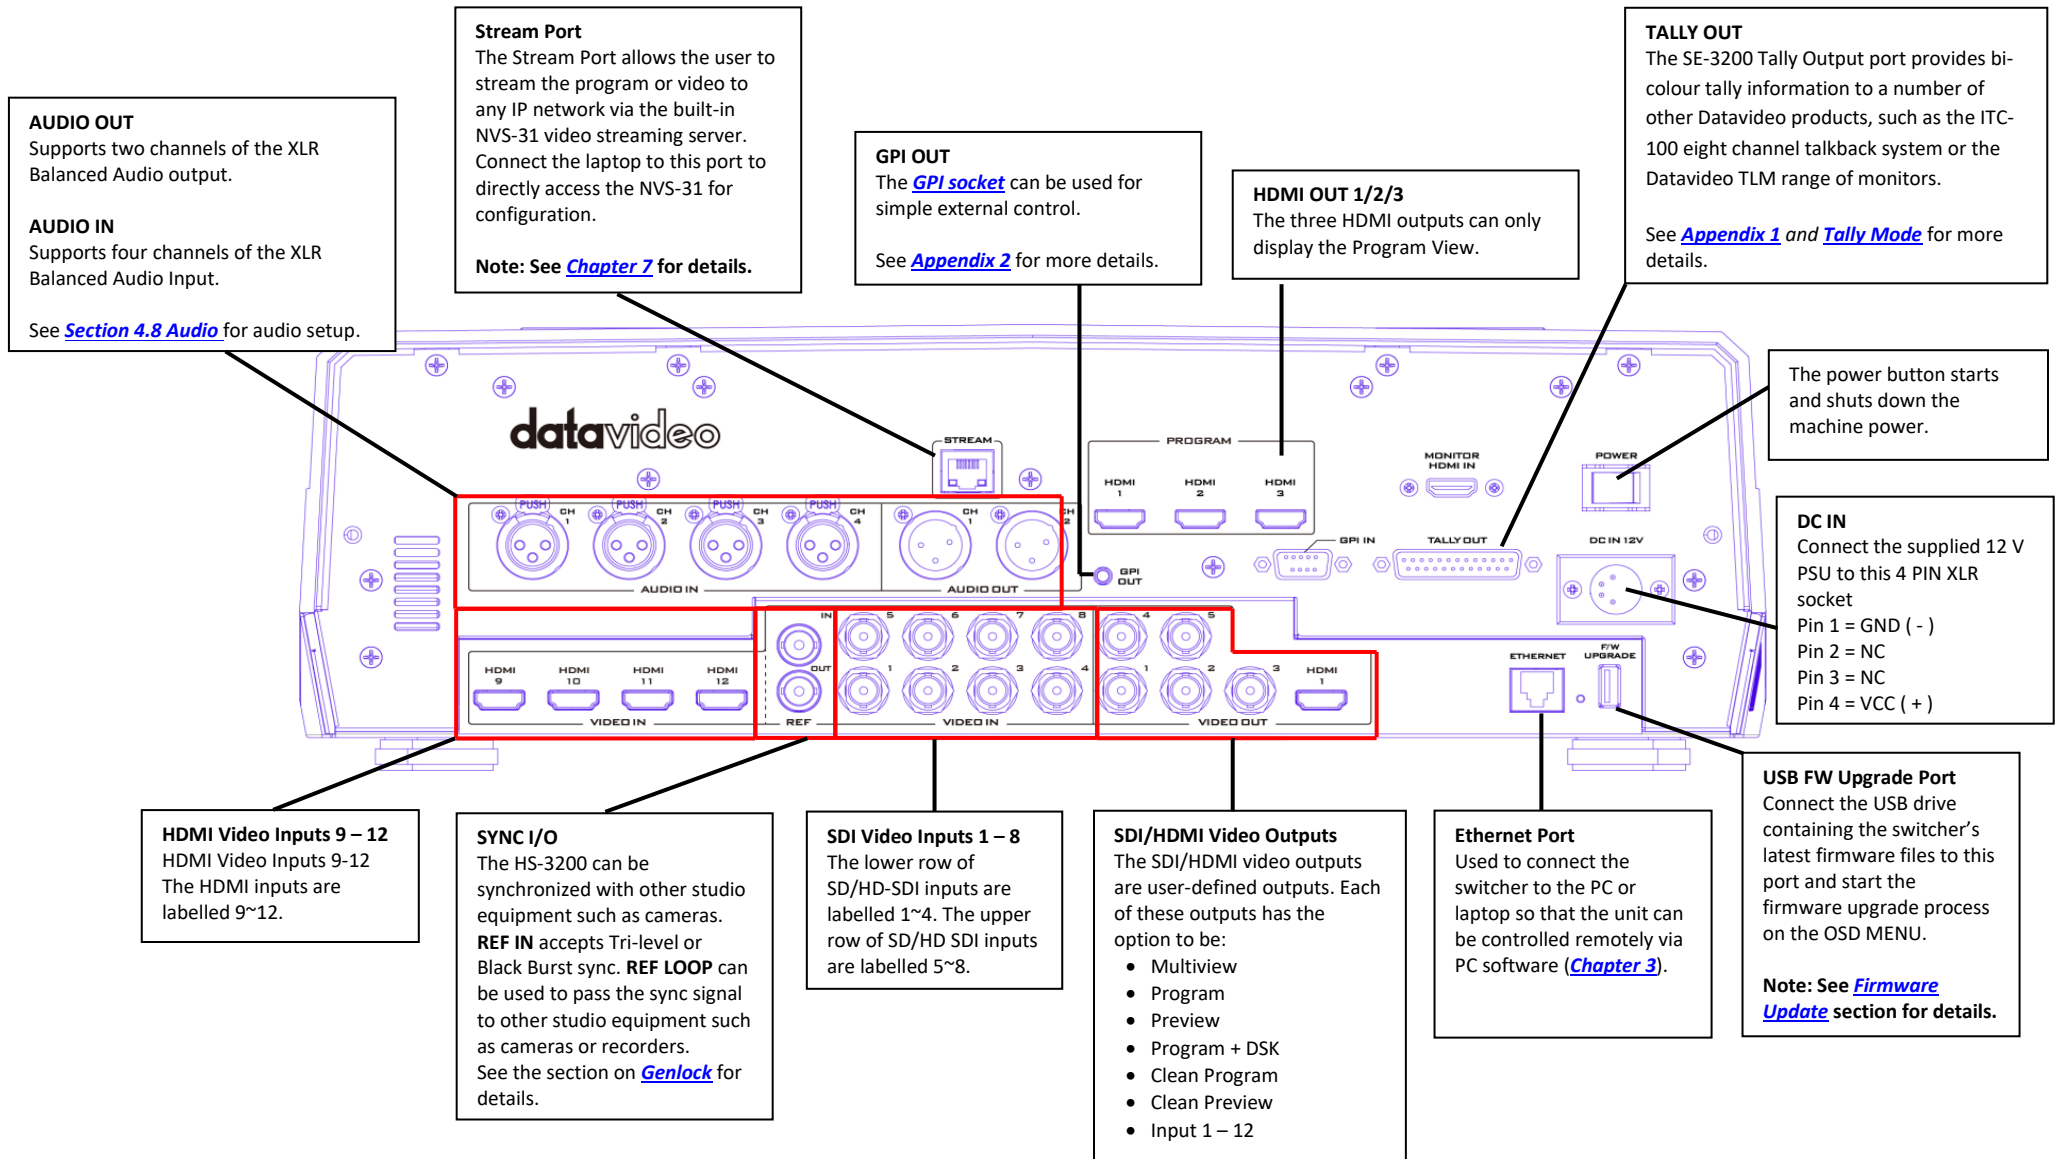 AUDIO OUT
Supports two channels of the XLR
Balanced Audio output.
AUDIO IN
Supports four channels of the XLR
Balanced Audio Input.
See Section 4.8 Audio for audio setup.
Stream Port
The Stream Port allows the user to
stream the program or video to
any IP network via the built-in
NVS-31 video streaming server.
Connect the laptop to this port to
directly access the NVS-31 for
configuration.
Note: See Chapter 7 for details.
GPI OUT
The GPI socket can be used for
simple external control.
See Appendix 2 for more details.
HDMI OUT 1/2/3
The three HDMI outputs can only
display the Program View.
TALLY OUT
The SE-3200 Tally Output port provides bi-
colour tally information to a number of
other Datavideo products, such as the ITC-
100 eight channel talkback system or the
Datavideo TLM range of monitors.
See Appendix 1 and Tally Mode for more
details.
The power button starts
and shuts down the
machine power.
DC IN
Connect the supplied 12 V
PSU to this 4 PIN XLR
socket
Pin 1 = GND ( - )
Pin 2 = NC
Pin 3 = NC
Pin 4 = VCC ( + )
datavideo
STREAM
PROGRAM
HDMI 1
HDMI 2
HDMI 3
MONITOR
HDMI IN
POWER
PUSH
CH 1
PUSH
CH 2
PUSH
CH 3
PUSH
CH 4
CH 1
CH 2
AUDIO IN
AUDIO OUT
GPI
OUT
GPI IN
TALLY OUT
DC IN 12V
HDMI 9
HDMI 10
HDMI 11
HDMI 12
VIDEO IN
IN
OUT
REF
5
6
7
8
1
2
3
4
VIDEO IN
4
5
1
2
3
HDMI 1
VIDEO OUT
ETHERNET
F/W
UPGRADE
HDMI Video Inputs 9 – 12
HDMI Video Inputs 9-12
The HDMI inputs are
labelled 9~12.
SYNC I/O
The HS-3200 can be
synchronized with other studio
equipment such as cameras.
REF IN accepts Tri-level or
Black Burst sync. REF LOOP can
be used to pass the sync signal
to other studio equipment such
as cameras or recorders.
See the section on Genlock for
details.
SDI Video Inputs 1 – 8
The lower row of
SD/HD-SDI inputs are
labelled 1~4. The upper
row of SD/HD SDI inputs
are labelled 5~8.
SDI/HDMI Video Outputs
The SDI/HDMI video outputs
are user-defined outputs. Each
of these outputs has the
option to be:
• Multiview
• Program
• Preview
• Program + DSK
• Clean Program
• Clean Preview
• Input 1 – 12
Ethernet Port
Used to connect the
switcher to the PC or
laptop so that the unit can
be controlled remotely via
PC software (Chapter 3).
USB FW Upgrade Port
Connect the USB drive
containing the switcher's
latest firmware files to this
port and start the
firmware upgrade process
on the OSD MENU.
Note: See Firmware
Update section for details.